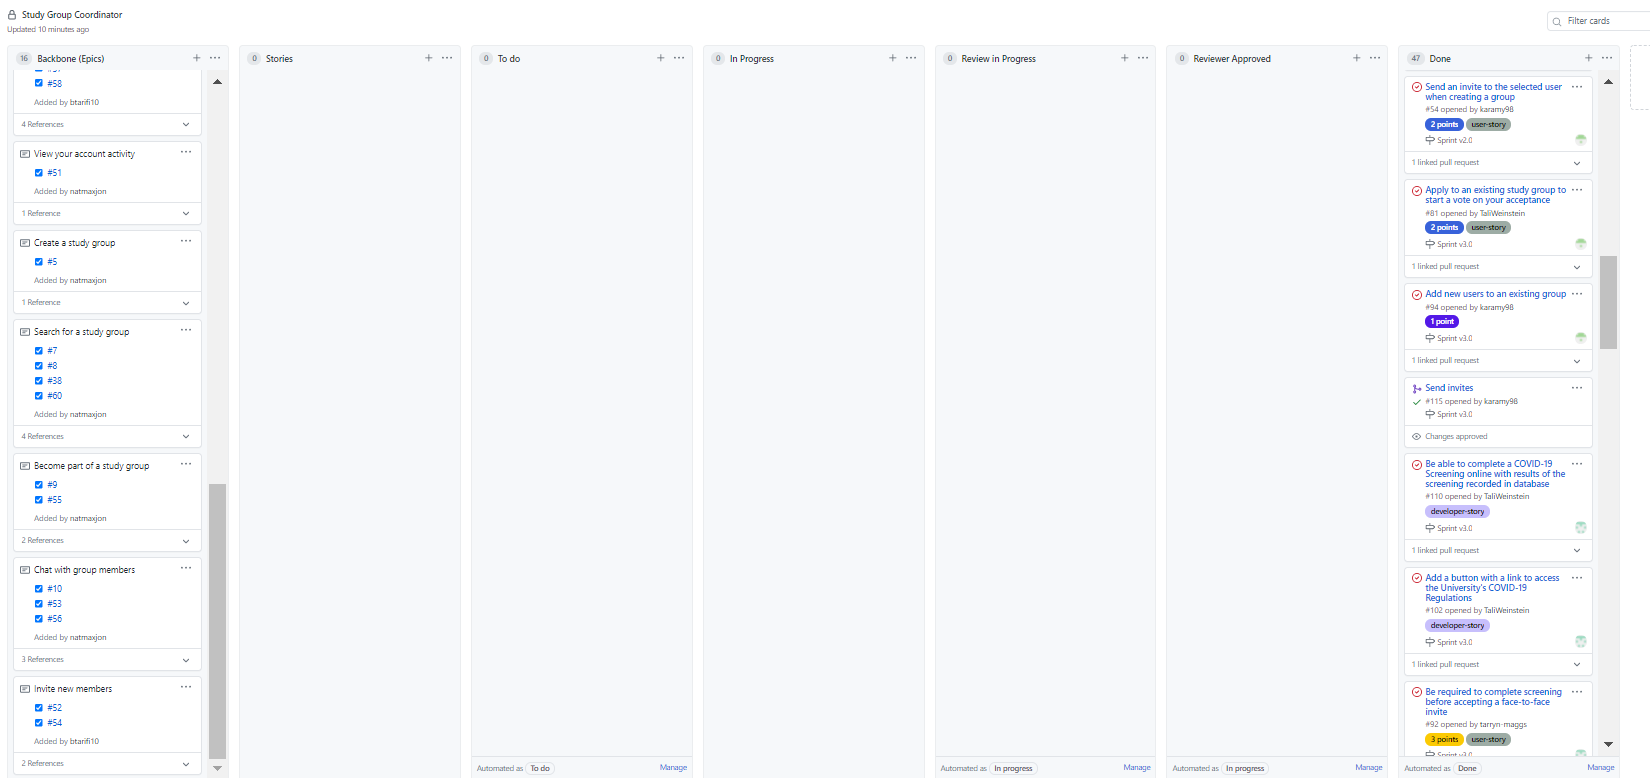 Study Group Coordinator
Updated 10 minutes ago
Filter cards
16 Backbone (Epics)
#58
Added by btarifi10
4 References
View your account activity
#51
Added by natmaxjon
1 Reference
Create a study group
#5
Added by natmaxjon
1 Reference
Search for a study group
#7
#8
#38
#60
Added by natmaxjon
4 References
Become part of a study group
#9
#55
Added by natmaxjon
2 References
Chat with group members
#10
#53
#56
Added by natmaxjon
3 References
Invite new members
#52
#54
Added by btarifi10
2 References
0 Stories
0 To do
Automated as To do Manage
0 In Progress
0 Review in Progress
Automated as In progress Manage
0 Reviewer Approved
Automated as In progress Manage
47 Done
Send an invite to the selected user
when creating a group
#54 opened by karamy98
2 points user-story
Sprint v2.0
1 linked pull request
Apply to an existing study group to
start a vote on your acceptance
#81 opened by TaliWeinstein
2 points user-story
Sprint v3.0
1 linked pull request
Add new users to an existing group
#94 opened by karamy98
1 point
Sprint v3.0
1 linked pull request
Send invites
#115 opened by karamy98
Sprint v3.0
Changes approved
Be able to complete a COVID-19
Screening online with results of the
screening recorded in database
#110 opened by TaliWeinstein
developer-story
Sprint v3.0
1 linked pull request
Add a button with a link to access
the University's COVID-19
Regulations
#102 opened by TaliWeinstein
developer-story
Sprint v3.0
1 linked pull request
Be required to complete screening
before accepting a face-to-face
invite
#92 opened by tarryn-maggs
3 points user-story
Sprint v3.0
Automated as Done Manage